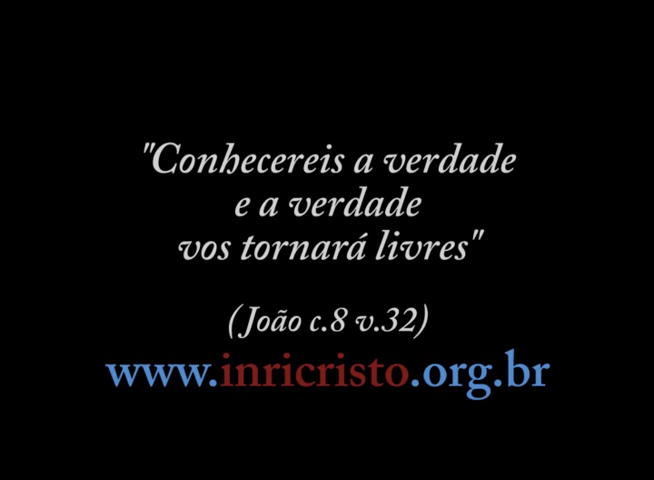 "Conhecereis a verdade
e a verdade
vos tornará livres"
(João c.8 v.32)
www.inricristo.org.br